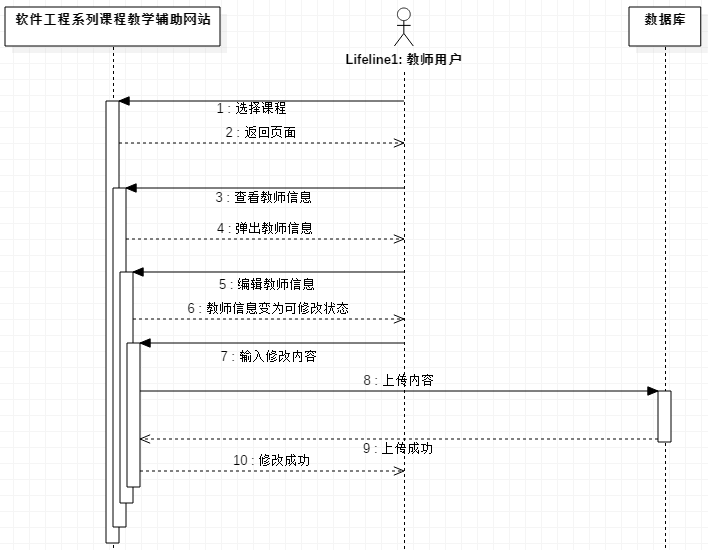 软件工程系列课程教学辅助网站
Lifeline1: 教师用户
数据库
1 : 选择课程
2 : 返回页面
3 : 查看教师信息
4 : 弹出教师信息
5 : 编辑教师信息
6 : 教师信息变为可修改状态
7 : 输入修改内容
8 : 上传内容
9 : 上传成功
10 : 修改成功